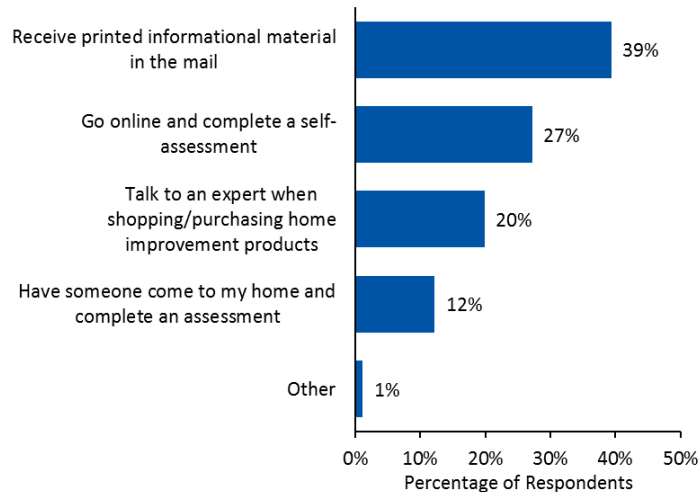 Receive printed informational material
in the mail
39%
Go online and complete a self-
assessment
27%
Talk to an expert when
shopping/purchasing home
improvement products
20%
Have someone come to my home and
complete an assessment
12%
Other
1%
0% 10% 20% 30% 40% 50%
Percentage of Respondents